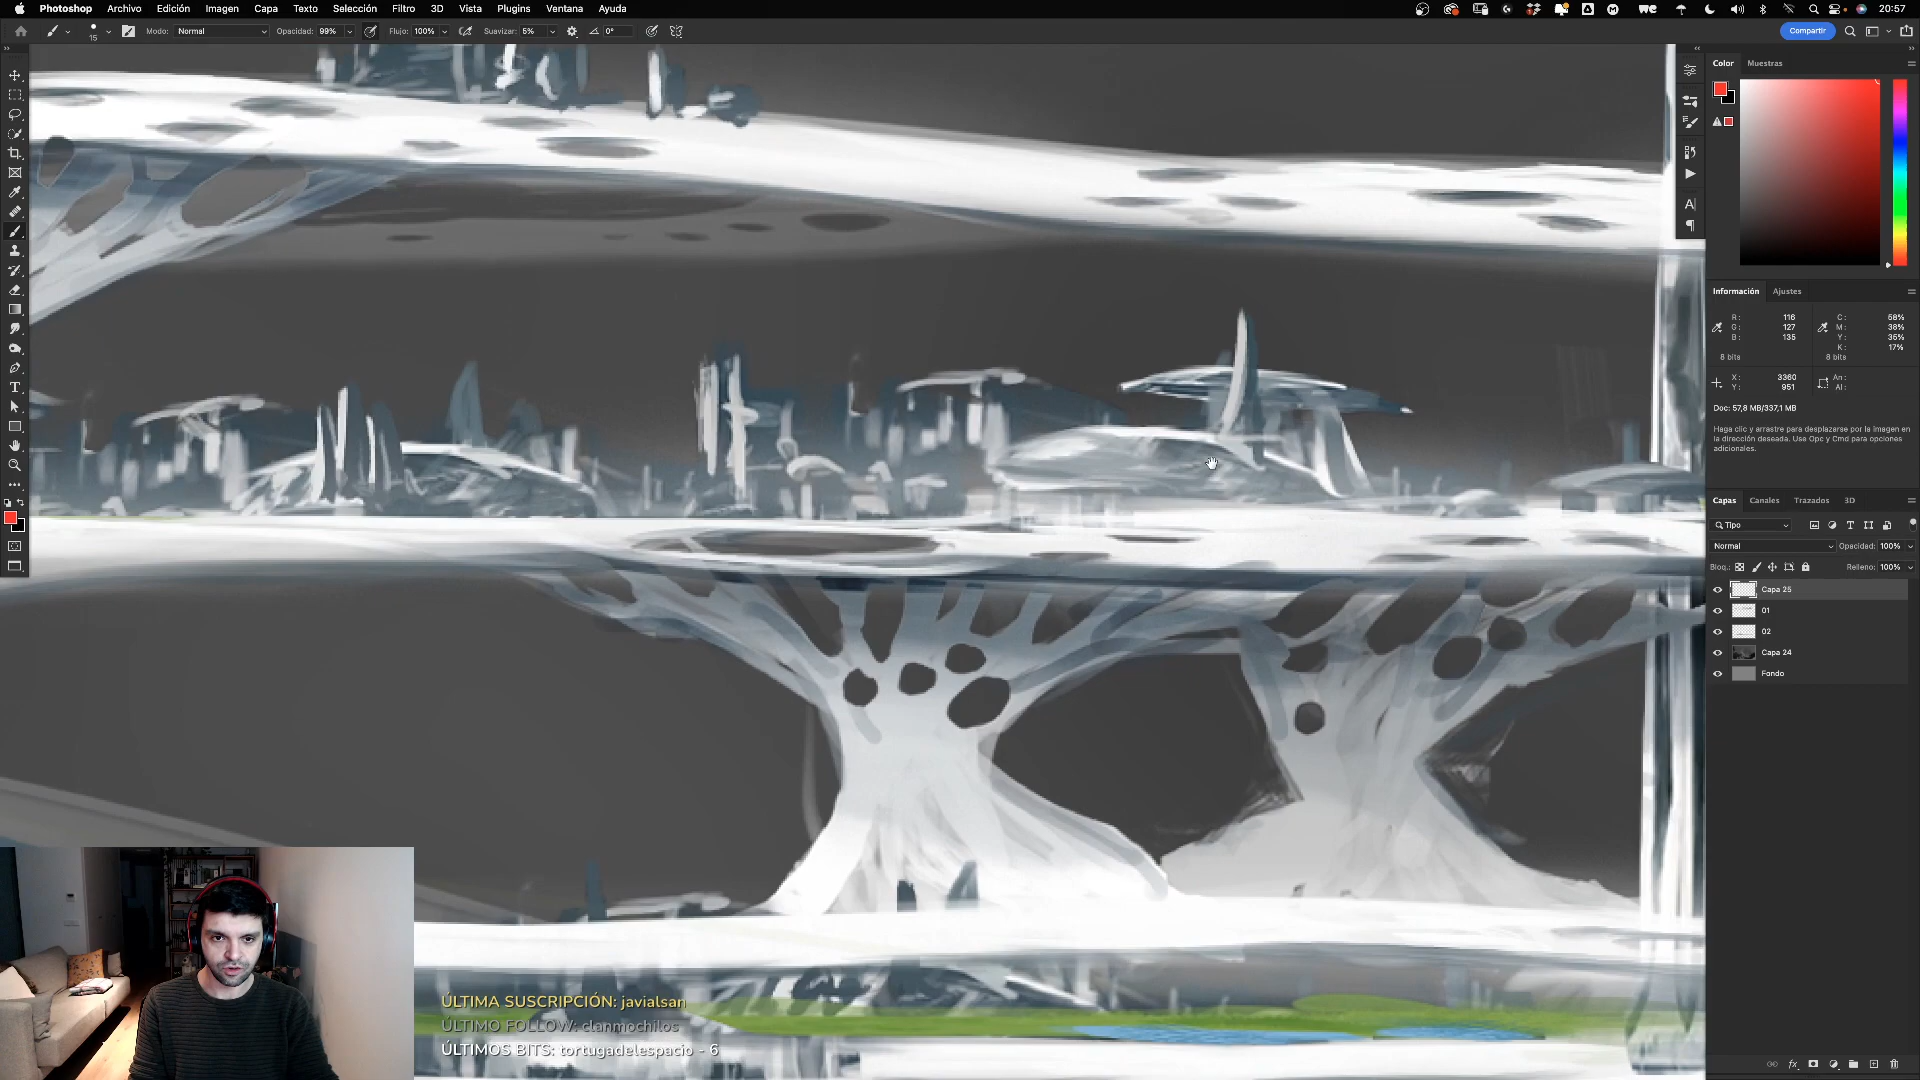 Photoshop Archivo Edición Imagen Capa Texto Selección Filtro 3D Vista Plugins Ventana Ayuda 20:57
15 Modo: Normal Opacidad: 99% Flujo: 100% Suavizar: 5% 0° Compartir
Color Muestras
Información Ajustes
R: 116 C: 58%
G: 127 M: 38%
B: 135 Y: 35%
K: 17%
8 bits 8 bits
X: 3360 An:
Y: 951 Al:
Doc: 57,8 MB/337,1 MB
Haga clic y arrastre para desplazarse por la imagen en
la dirección deseada. Use Opc y Cmd para opciones
adicionales.
Capas Canales Trazados 3D
Tipo
Normal Opacidad: 100%
Bloq.: Relleno: 100%
Capa 25
01
02
Capa 24
Fondo
ÚLTIMA SUSCRIPCIÓN: javialsan
ÚLTIMO FOLLOW: clanmochilos
ÚLTIMOS BITS: tortugadelespacio - 6